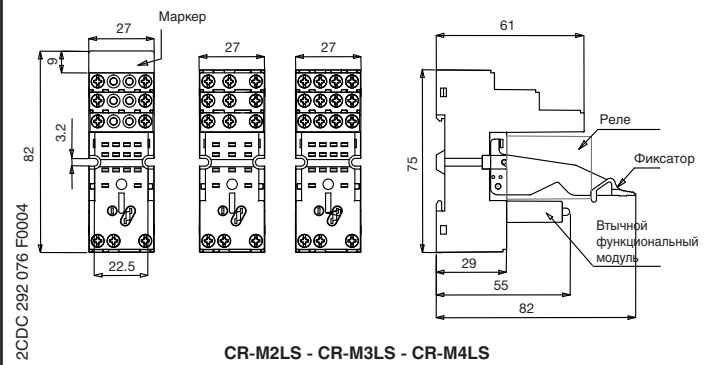 Маркер
27
27
27
61
9
3.2
82
75
Реле
Фиксатор
Втычной
функциональный
модуль
22.5
29
55
82
2CDC 292 076 F0004
CR-M2LS - CR-M3LS - CR-M4LS